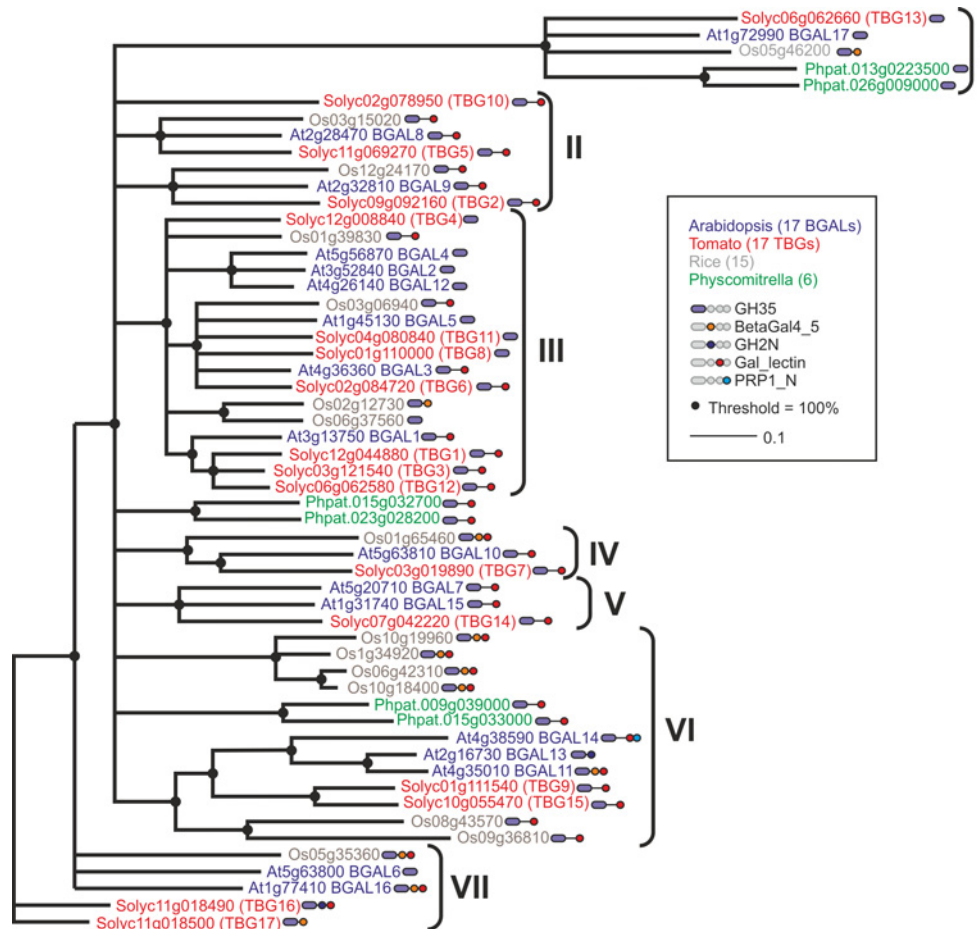 Solyc06g062660 (TBG13)
At1g72990 BGAL17
Os05g46200
Phpat.013g0223500
Phpat.026g009000
Solyc02g078950 (TBG10)
Os03g15020
At2g28470 BGAL8
Solyc11g069270 (TBG5)
Os12g24170
At2g32810 BGAL9
Solyc09g092160 (TBG2)
II
Solyc12g008840 (TBG4)
Os01g39830
At5g56870 BGAL4
At3g52840 BGAL2
At4g26140 BGAL12
Os03g06940
At1g45130 BGAL5
Solyc04g080840 (TBG11)
Solyc01g110000 (TBG8)
At4g36360 BGAL3
Solyc02g084720 (TBG6)
Os02g12730
Os06g37560
At3g13750 BGAL1
Solyc12g044880 (TBG1)
Solyc03g121540 (TBG3)
Solyc06g062580 (TBG12)
III
Phpat.015g032700
Phpat.023g028200
Os01g65460
At5g63810 BGAL10
Solyc03g019890 (TBG7)
IV
At5g20710 BGAL7
At1g31740 BGAL15
Solyc07g042220 (TBG14)
V
Os10g19960
Os1g34920
Os06g42310
Os10g18400
Phpat.009g039000
Phpat.015g033000
At4g38590 BGAL14
At2g16730 BGAL13
At4g35010 BGAL11
Solyc01g111540 (TBG9)
Solyc10g055470 (TBG15)
Os08g43570
Os09g36810
VI
Os05g35360
At5g63800 BGAL6
At1g77410 BGAL16
Solyc11g018490 (TBG16)
Solyc11g018500 (TBG17)
VII
Arabidopsis (17 BGALs)
Tomato (17 TBGs)
Rice (15)
Physcomitrella (6)
GH35
BetaGal4_5
GH2N
Gal_lectin
PRP1_N
Threshold = 100%
0.1